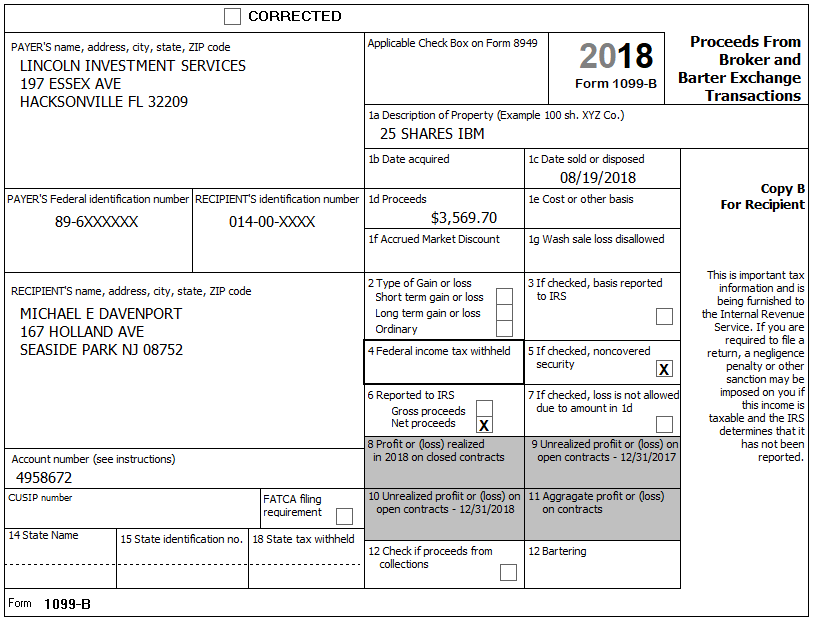 CORRECTED
PAYER'S name, address, city, state, ZIP code
LINCOLN INVESTMENT SERVICES
197 ESSEX AVE
HACKSONVILLE FL 32209
Applicable Check Box on Form 8949
2018
Form 1099-B
Proceeds From
Broker and
Barter Exchange
Transactions
1a Description of Property (Example 100 sh. XYZ Co.)
25 SHARES IBM
1b Date acquired
1c Date sold or disposed
08/19/2018
PAYER'S Federal identification number
89-6XXXXXX
RECIPIENT'S identification number
014-00-XXXX
1d Proceeds
$3,569.70
1e Cost or other basis
1f Accrued Market Discount
1g Wash sale loss disallowed
Copy B
For Recipient
RECIPIENT'S name, address, city, state, ZIP code
MICHAEL E DAVENPORT
167 HOLLAND AVE
SEASIDE PARK NJ 08752
2 Type of Gain or loss
Short term gain or loss
Long term gain or loss
Ordinary
3 If checked, basis reported
to IRS
4 Federal income tax withheld
5 If checked, noncovered
security
X
6 Reported to IRS
Gross proceeds
Net proceeds X
7 If checked, loss is not allowed
due to amount in 1d
This is important tax
information and is
being furnished to
the Internal Revenue
Service. If you are
required to file a
return, a negligence
penalty or other
sanction may be
imposed on you if
this income is
taxable and the IRS
determines that it
has not been
reported.
8 Profit or (loss) realized
in 2018 on closed contracts
9 Unrealized profiit or (loss) on
open contracts - 12/31/2017
Account number (see instructions)
4958672
CUSIP number
FATCA filing
requirement
10 Unrealized profiit or (loss) on
open contracts - 12/31/2018
11 Aggragate profit or (loss)
on contracts
14 State Name
15 State identification no.
18 State tax withheld
12 Check if proceeds from
collections
12 Bartering
Form 1099-B